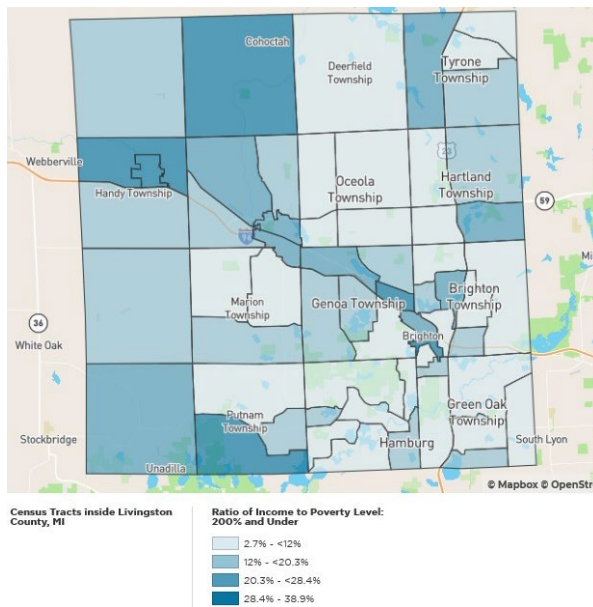 Cohoctah
Deerfield
Township
Tyrone
Township
23
Webberville
Handy Township
Oceola
Township
Hartland
Township
59
Marion
Township
Genoa Township
Brighton
Township
36
White Oak
Brighton
Putnam
Township
Green Oak
Township
Stockbridge
Hamburg
South Lyon
Unadilla
© Mapbox © OpenStr
Census Tracts inside Livingston
County, MI
Ratio of Income to Poverty Level:
200% and Under
2.7% - <12%
12% - <20.3%
20.3% - <28.4%
28.4% - 38.9%